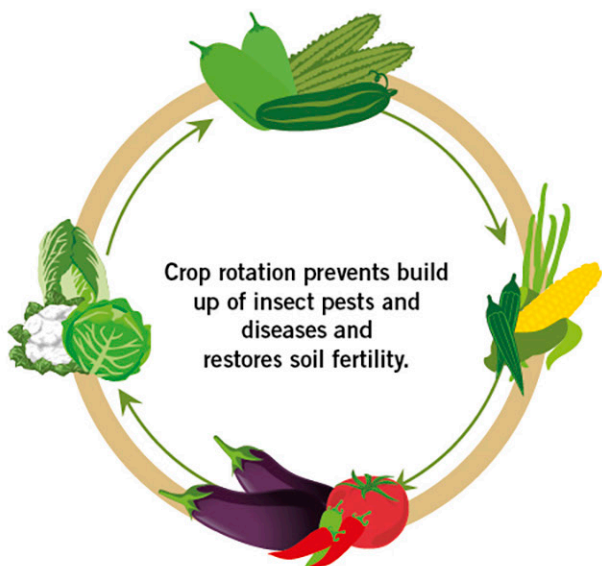 Crop rotation prevents build
up of insect pests and
diseases and
restores soil fertility.